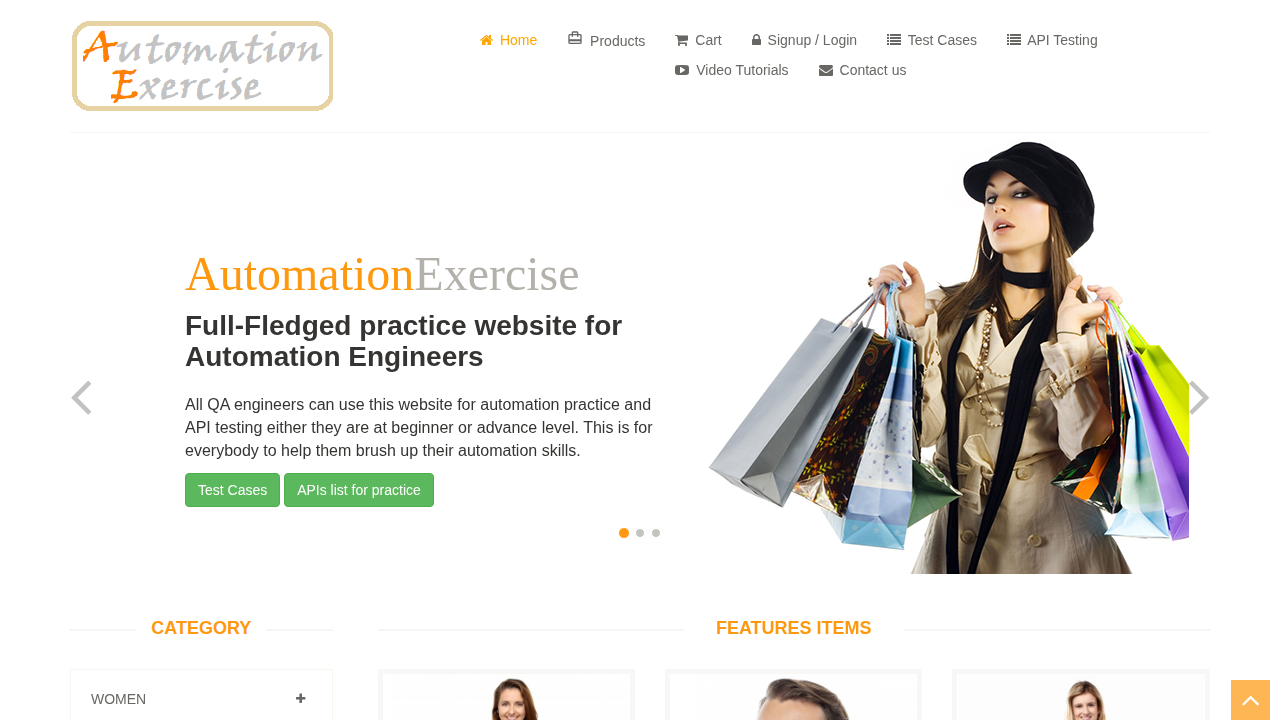 Automation
Exercise
Home
Products
Cart
Signup / Login
Test Cases
API Testing
Video Tutorials
Contact us
AutomationExercise
Full-Fledged practice website for
Automation Engineers
All QA engineers can use this website for automation practice and
API testing either they are at beginner or advance level. This is for
everybody to help them brush up their automation skills.
Test Cases
APIs list for practice
CATEGORY
FEATURES ITEMS
WOMEN